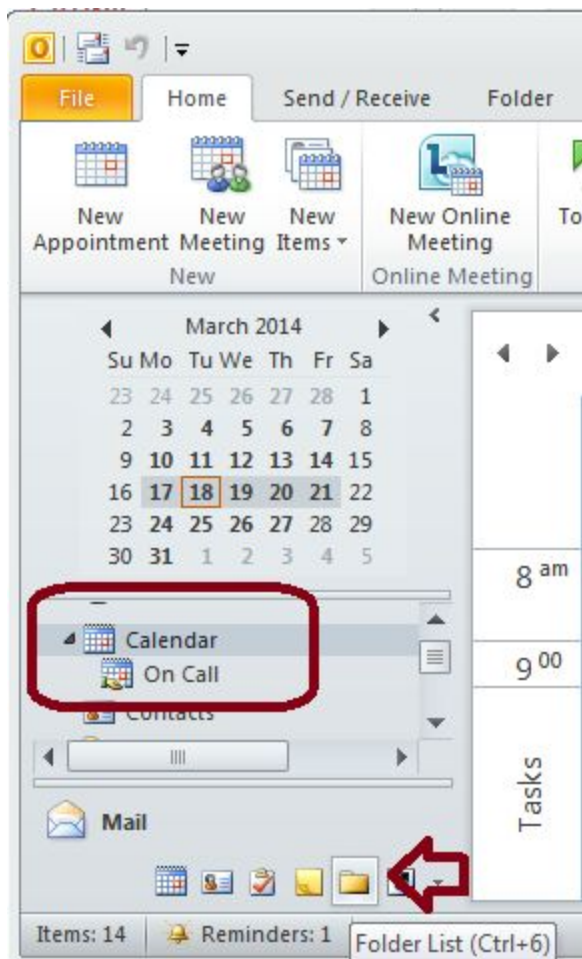 File Home Send / Receive Folder
New New New New Online To
Appointment Meeting Items Meeting
New Online Meeting
March 2014
Su Mo Tu We Th Fr Sa
23 24 25 26 27 28 1
2 3 4 5 6 7 8
9 10 11 12 13 14 15
16 17 18 19 20 21 22
23 24 25 26 27 28 29
30 31 1 2 3 4 5
8 am
Calendar
9 00
On Call
Contacts
Tasks
Mail
Items: 14 Reminders: 1 Folder List (Ctrl+6)